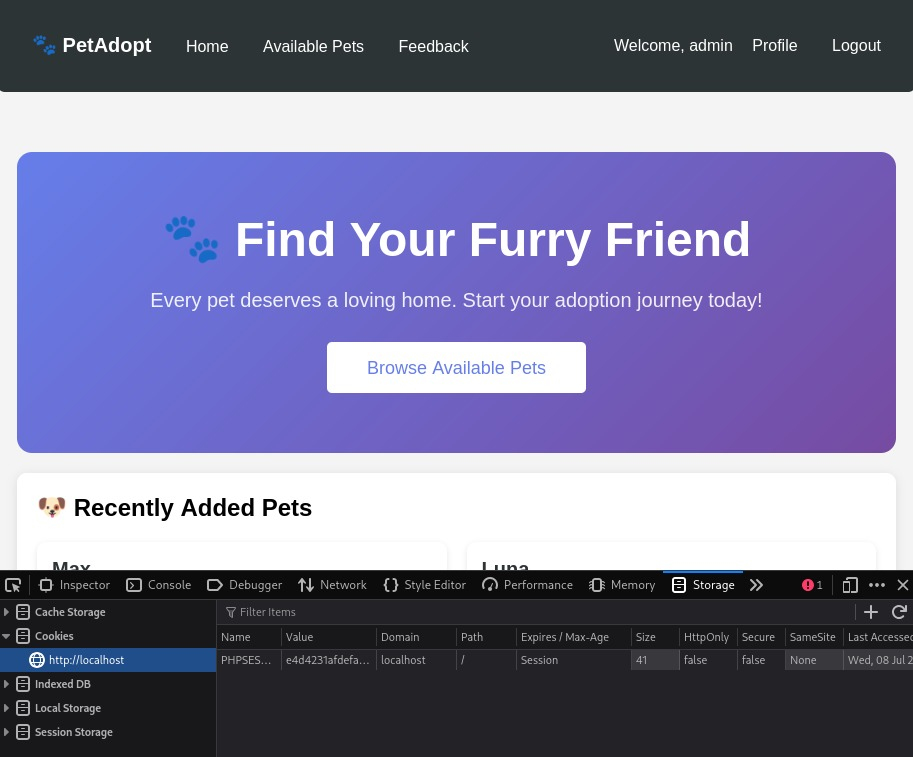 🐾 PetAdopt Home Available Pets Feedback Welcome, admin Profile Logout
🐾 Find Your Furry Friend
Every pet deserves a loving home. Start your adoption journey today!
Browse Available Pets
🐶 Recently Added Pets
Max Luna
Inspector Console Debugger Network Style Editor Performance Memory Storage 1
Cache Storage
Cookies
http://localhost
Indexed DB
Local Storage
Session Storage
Filter Items
Name Value Domain Path Expires / Max-Age Size HttpOnly Secure SameSite Last Accessed
PHPSES... e4d4231afdefa... localhost / Session 41 false false None Wed, 08 Jul 2